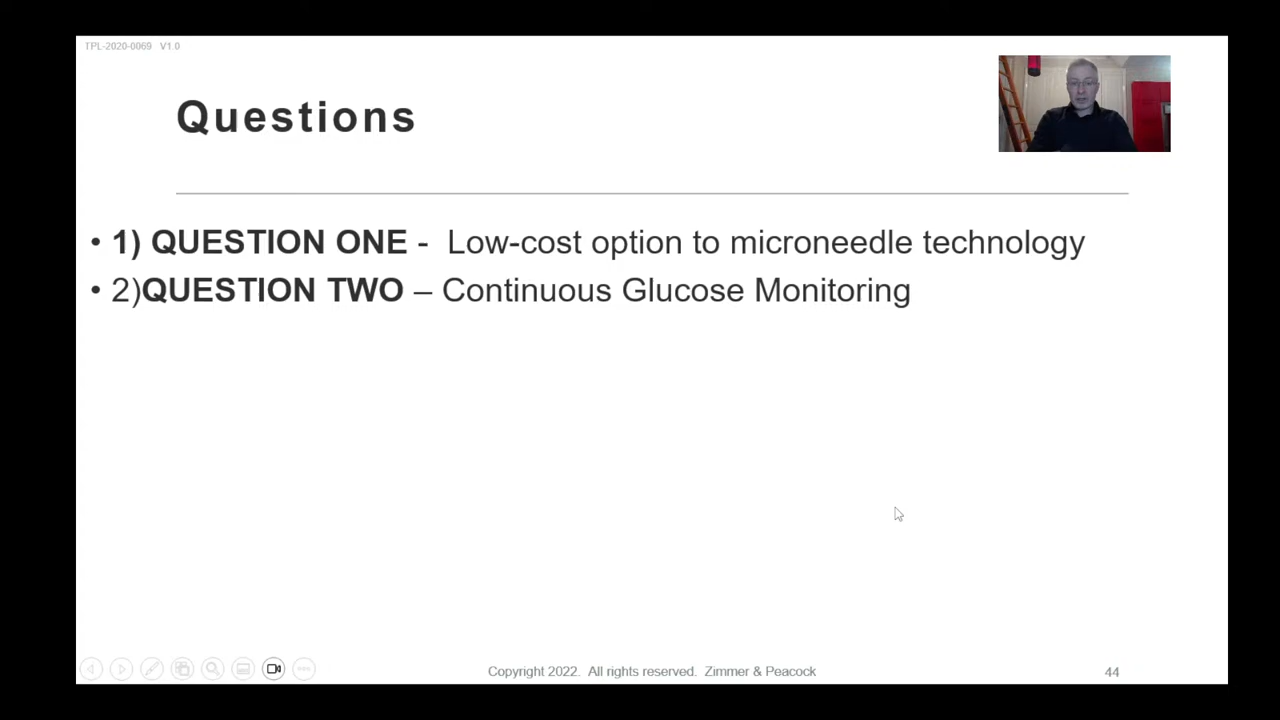 TPL-2020-0069 V1.0
Questions
• 1) QUESTION ONE - Low-cost option to microneedle technology
• 2)QUESTION TWO – Continuous Glucose Monitoring
Copyright 2022. All rights reserved. Zimmer & Peacock
44